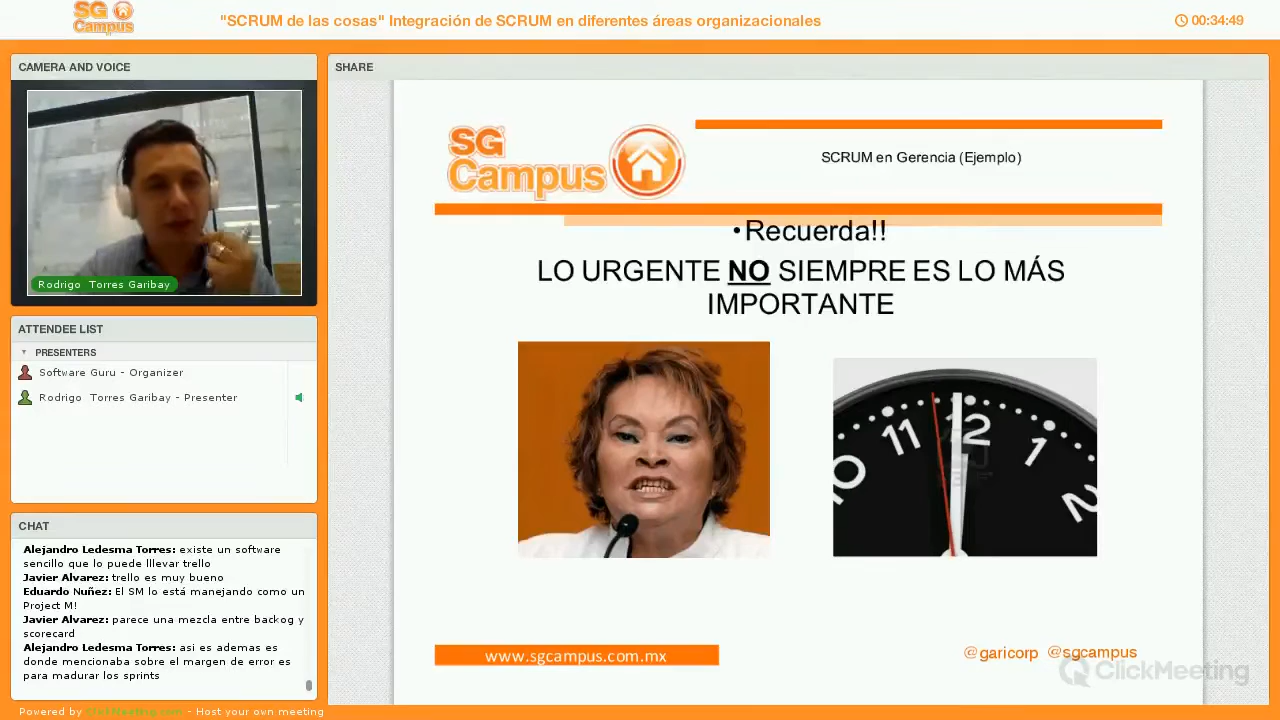 SG
Campus
"SCRUM de las cosas" Integración de SCRUM en diferentes áreas organizacionales
00:34:49
CAMERA AND VOICE
Rodrigo Torres Garibay
ATTENDEE LIST
PRESENTERS
Software Guru - Organizer
Rodrigo Torres Garibay - Presenter
CHAT
Alejandro Ledesma Torres: existe un software
sencillo que lo puede lllevar trello
Javier Alvarez: trello es muy bueno
Eduardo Nuñez: El SM lo está manejando como un
Project M!
Javier Alvarez: parece una mezcla entre backog y
scorecard
Alejandro Ledesma Torres: asi es ademas es
donde mencionaba sobre el margen de error es
para madurar los sprints
Powered by ClickMeeting.com - Host your own meeting
SHARE
SG
Campus
SCRUM en Gerencia (Ejemplo)
•Recuerda!!
LO URGENTE NO SIEMPRE ES LO MÁS
IMPORTANTE
10 11 12 1 2
www.sgcampus.com.mx
@garicorp @sgcampus
ClickMeeting